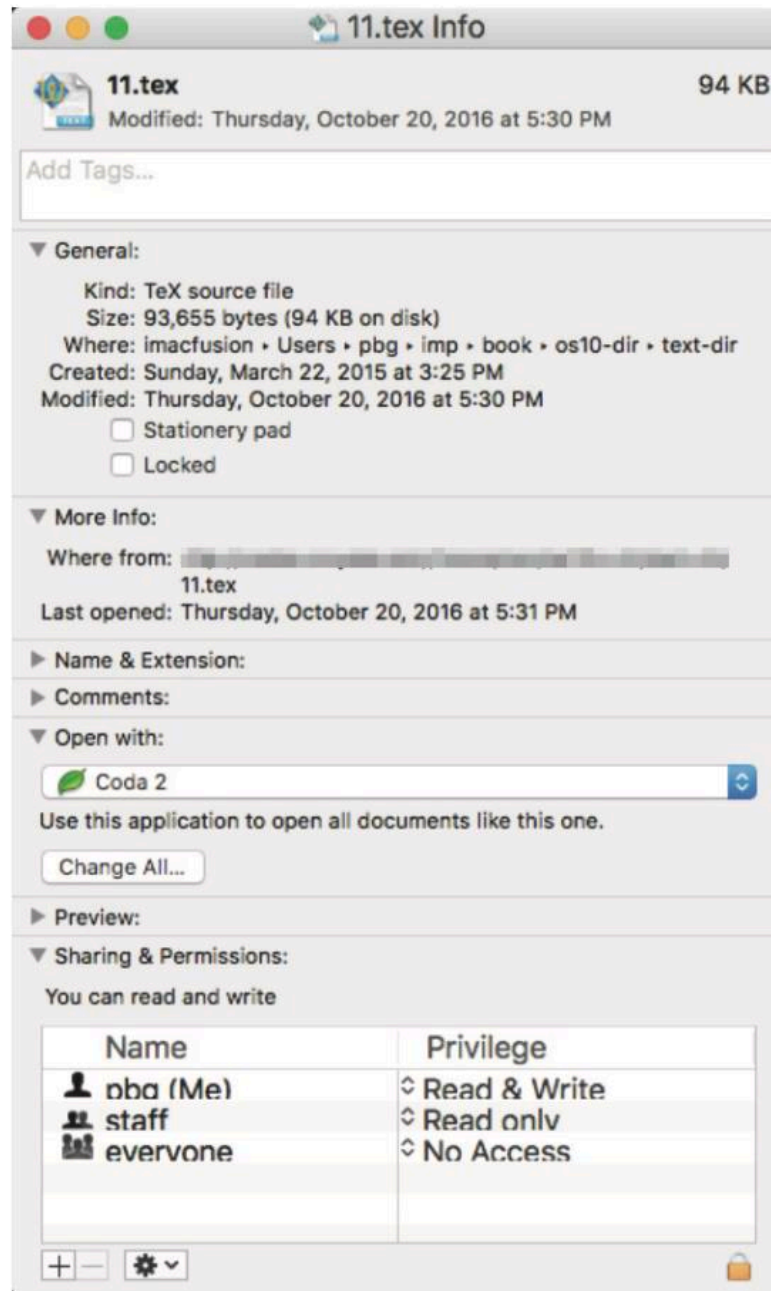 11.tex Info
11.tex 94 KB
Modified: Thursday, October 20, 2016 at 5:30 PM
Add Tags...
General:
Kind: TeX source file
Size: 93,655 bytes (94 KB on disk)
Where: imacfusion ▸ Users ▸ pbg ▸ imp ▸ book ▸ os10-dir ▸ text-dir
Created: Sunday, March 22, 2015 at 3:25 PM
Modified: Thursday, October 20, 2016 at 5:30 PM
Stationery pad
Locked
More Info:
Where from:
11.tex
Last opened: Thursday, October 20, 2016 at 5:31 PM
Name & Extension:
Comments:
Open with:
Coda 2
Use this application to open all documents like this one.
Change All...
Preview:
Sharing & Permissions:
You can read and write
Name Privilege
pbg (Me) Read & Write
staff Read only
everyone No Access